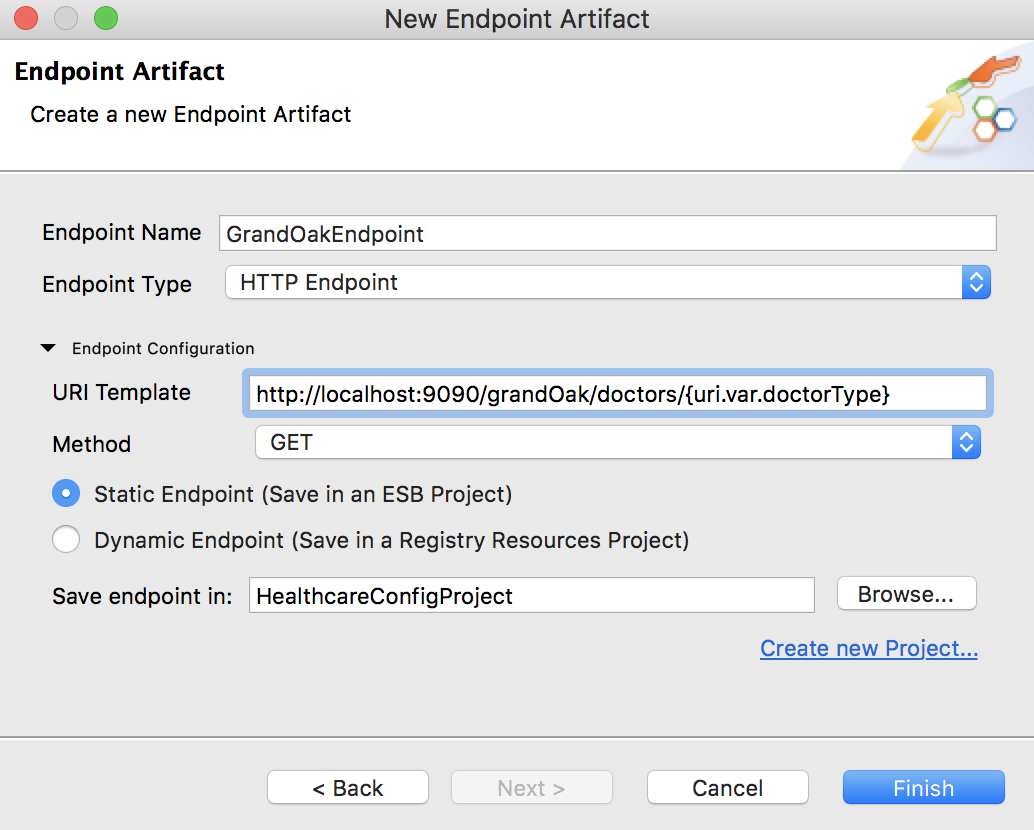 New Endpoint Artifact
Endpoint Artifact
Create a new Endpoint Artifact
Endpoint Name GrandOakEndpoint
Endpoint Type HTTP Endpoint
Endpoint Configuration
URI Template http://localhost:9090/grandOak/doctors/{uri.var.doctorType}
Method GET
Static Endpoint (Save in an ESB Project)
Dynamic Endpoint (Save in a Registry Resources Project)
Save endpoint in: HealthcareConfigProject Browse...
Create new Project...
< Back Next > Cancel Finish